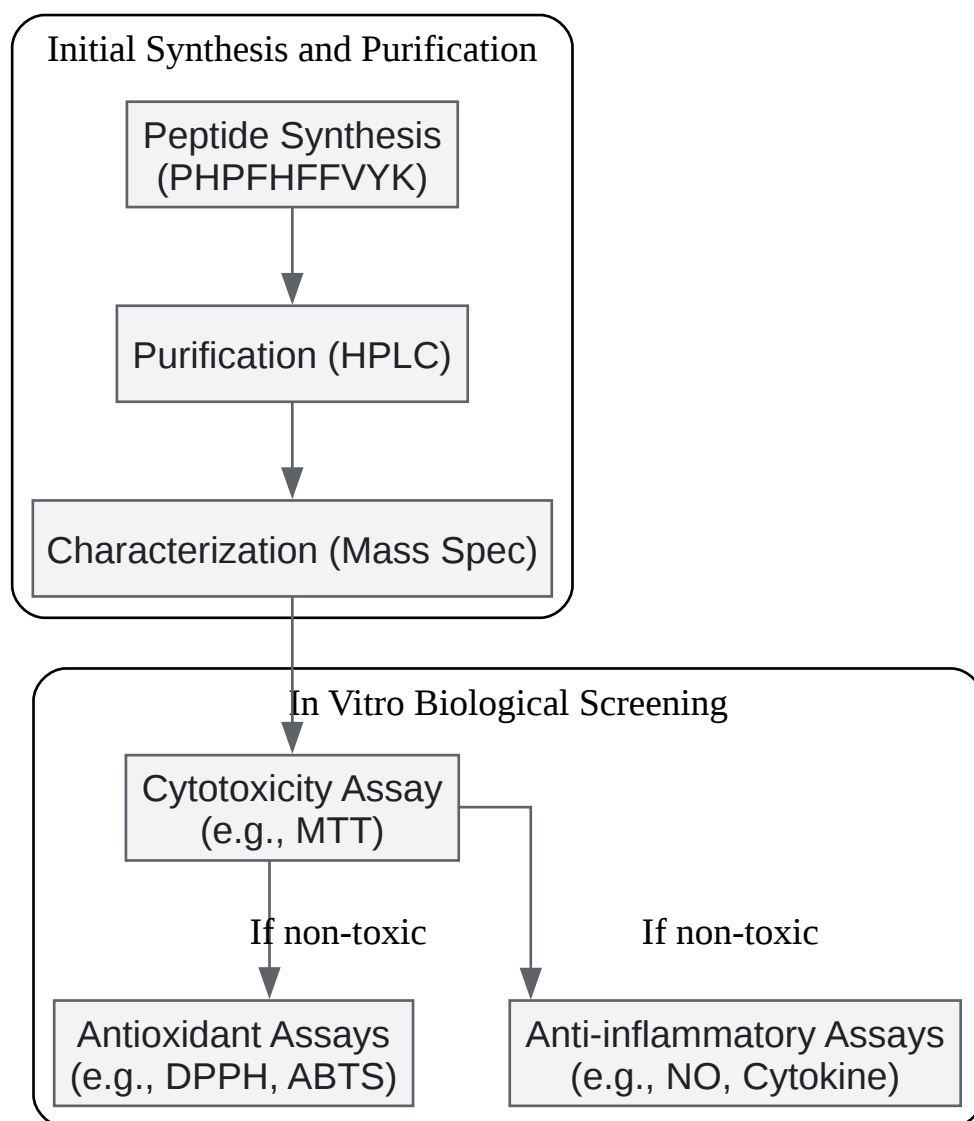 Initial Synthesis and Purification
Peptide Synthesis
(PHPFHFFVYK)
Purification (HPLC)
Characterization (Mass Spec)
In Vitro Biological Screening
Cytotoxicity Assay
(e.g., MTT)
If non-toxic
If non-toxic
Antioxidant Assays
(e.g., DPPH, ABTS)
Anti-inflammatory Assays
(e.g., NO, Cytokine)